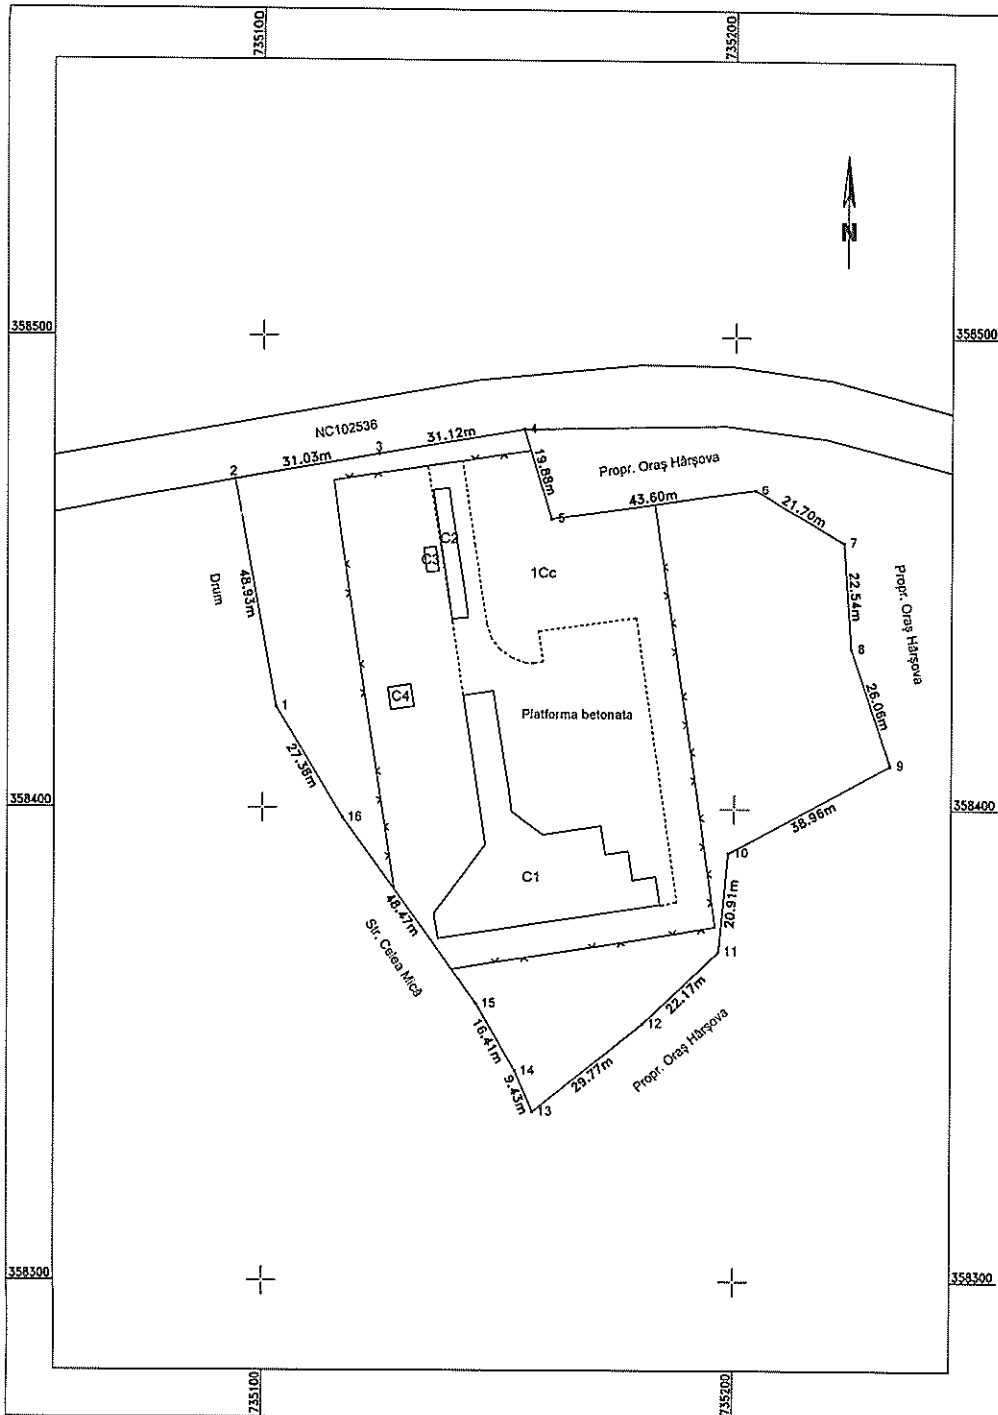 735100
735200
N
358500
358500
NC102536
31.12m
4
3
31.03m
2
19.88m
Propr. Oraş Hârşova
43.60m
6
5
21.70m
7
C2
C3
1Cc
Drum
48.93m
22.54m
Propr. Oraş Hârşova
8
26.06m
C4
1
Platforma betonata
27.38m
9
358400
358400
16
38.96m
10
C1
48.47m
20.91m
Str. Celea Mică
11
15
22.17m
12
16.41m
Propr. Oraş Hârşova
14
29.77m
9.43m
13
358300
358300
735100
735200